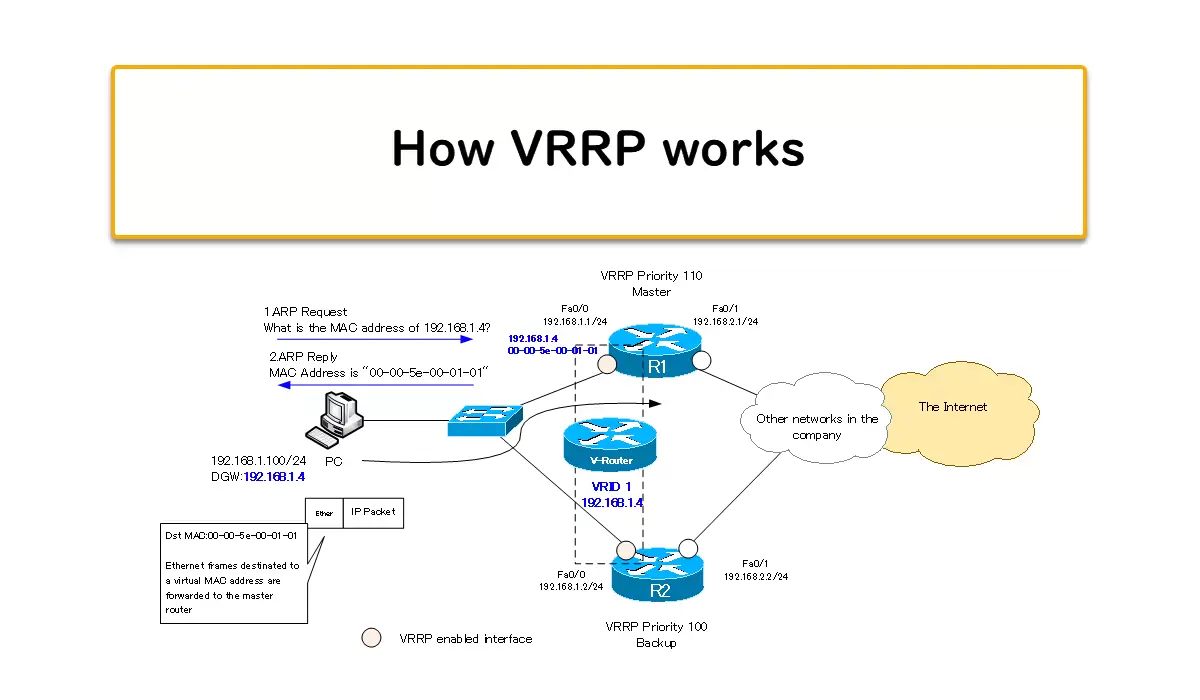 How VRRP works
VRRP Priority 110
Master
1.ARP Request
What is the MAC address of 192.168.1.4?
Fa0/0
192.168.1.1/24
Fa0/1
192.168.2.1/24
192.168.1.4
00-00-5e-00-01-01
R1
2.ARP Reply
MAC Address is "00-00-5e-00-01-01"
Other networks in the
company
The Internet
PC
192.168.1.100/24
DGW:192.168.1.4
V-Router
VRID 1
192.168.1.4
Ether
IP Packet
Dst MAC:00-00-5e-00-01-01
Ethernet frames destinated to
a virtual MAC address are
forwarded to the master
router
Fa0/0
192.168.1.2/24
R2
Fa0/1
192.168.2.2/24
VRRP Priority 100
Backup
VRRP enabled interface